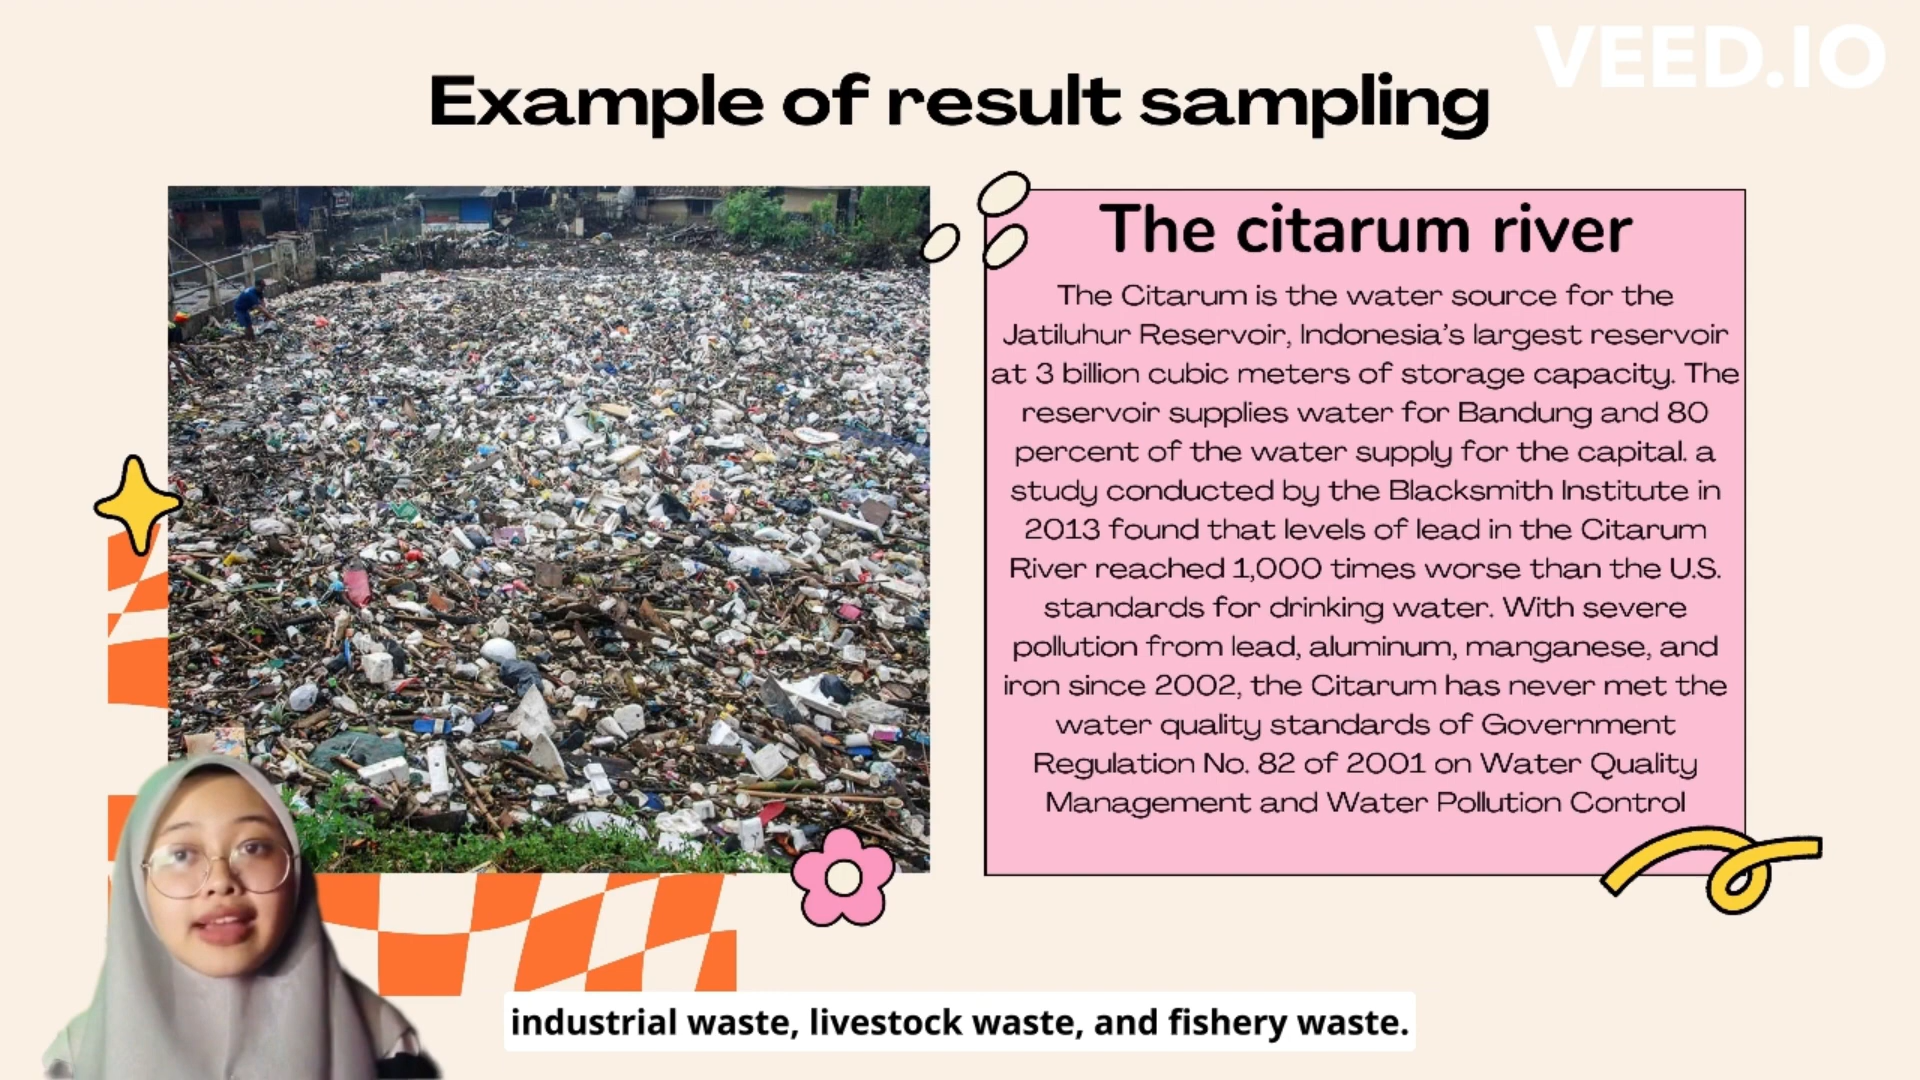 VEED.IO
Example of result sampling
The citarum river
The Citarum is the water source for the
Jatiluhur Reservoir, Indonesia's largest reservoir
at 3 billion cubic meters of storage capacity. The
reservoir supplies water for Bandung and 80
percent of the water supply for the capital. a
study conducted by the Blacksmith Institute in
2013 found that levels of lead in the Citarum
River reached 1,000 times worse than the U.S.
standards for drinking water. With severe
pollution from lead, aluminum, manganese, and
iron since 2002, the Citarum has never met the
water quality standards of Government
Regulation No. 82 of 2001 on Water Quality
Management and Water Pollution Control
industrial waste, livestock waste, and fishery waste.